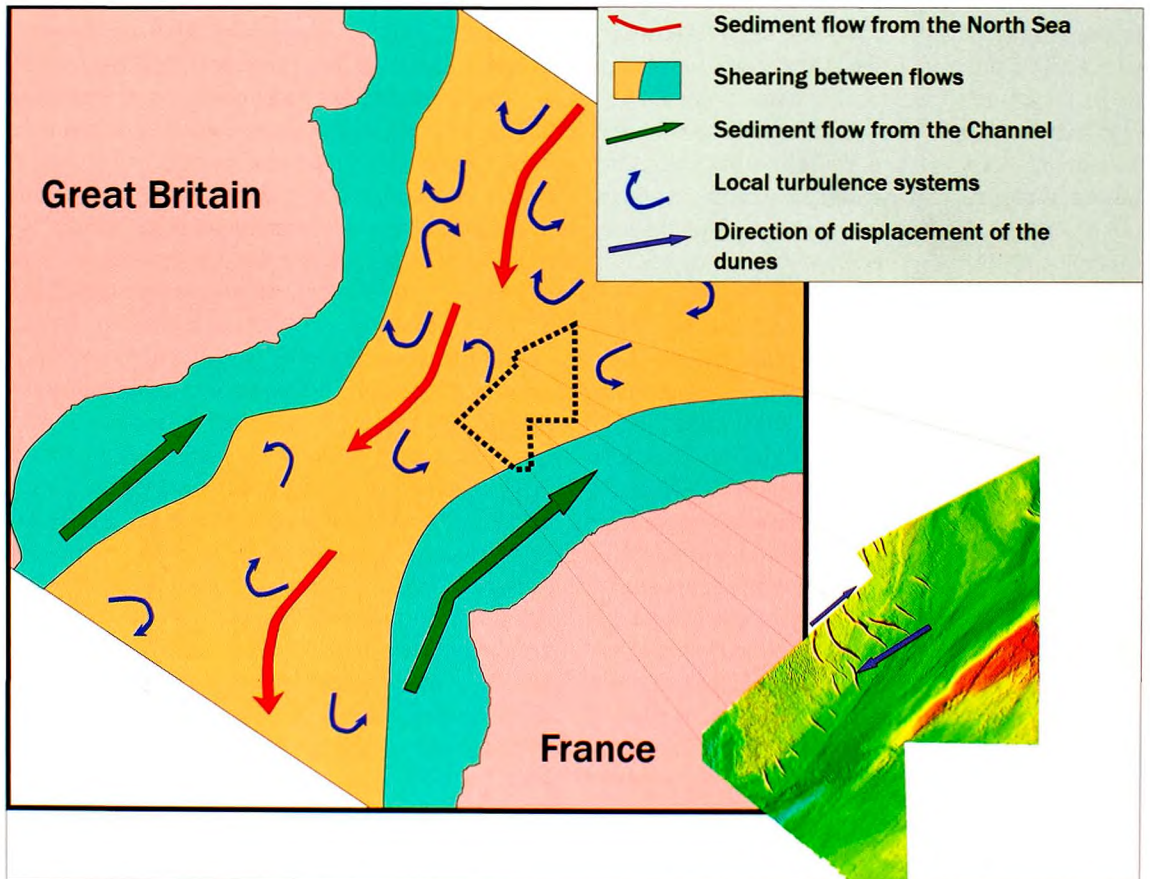 Sediment flow from the North Sea
Shearing between flows
Sediment flow from the Channel
Local turbulence systems
Direction of displacement of the
dunes
Great Britain
France